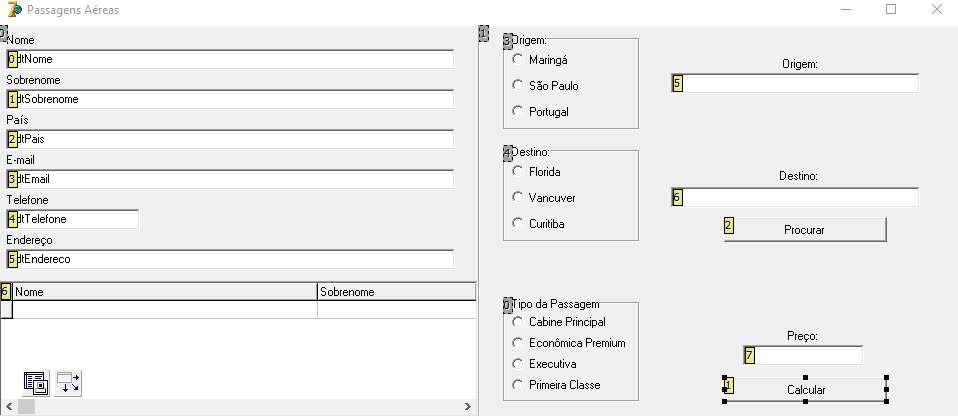 Passagens Aéreas
0
Nome
0 dtNome
Sobrenome
1 dtSobrenome
País
2 dtPais
E-mail
3 dtEmail
Telefone
4 dtTelefone
Endereço
5 dtEndereco
6 Nome Sobrenome
1
3 Origem:
Maringá
São Paulo
Portugal
Origem:
5
4 Destino:
Florida
Vancuver
Curitiba
Destino:
6
2 Procurar
0 Tipo da Passagem
Cabine Principal
Econômica Premium
Executiva
Primeira Classe
Preço:
7
1 Calcular